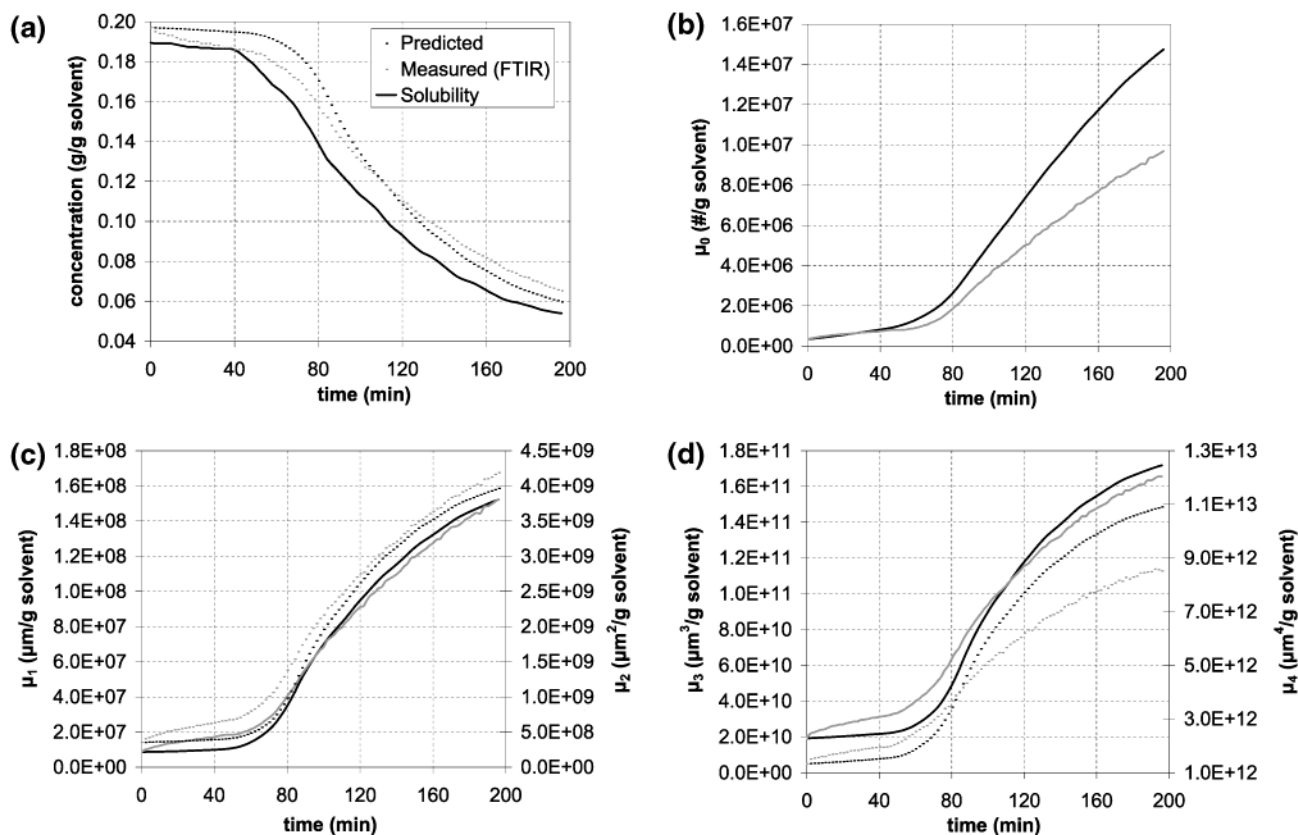 (a)
concentration (g/g solvent)
0.20
0.18
0.16
0.14
0.12
0.10
0.08
0.06
0.04
Predicted
Measured (FTIR)
Solubility
0 40 80 120 160 200
time (min)
(b)
μ₀ (#/g solvent)
1.6E+07
1.4E+07
1.2E+07
1.0E+07
8.0E+06
6.0E+06
4.0E+06
2.0E+06
0.0E+00
0 40 80 120 160 200
time (min)
(c)
μ₁ (μm/g solvent)
1.8E+08
1.6E+08
1.4E+08
1.2E+08
1.0E+08
8.0E+07
6.0E+07
4.0E+07
2.0E+07
0.0E+00
4.5E+09
4.0E+09
3.5E+09
3.0E+09
2.5E+09
2.0E+09
1.5E+09
1.0E+09
5.0E+08
0.0E+00
μ₂ (μm²/g solvent)
0 40 80 120 160 200
time (min)
(d)
μ₃ (μm³/g solvent)
1.8E+11
1.6E+11
1.4E+11
1.2E+11
1.0E+11
8.0E+10
6.0E+10
4.0E+10
2.0E+10
0.0E+00
1.3E+13
1.1E+13
9.0E+12
7.0E+12
5.0E+12
3.0E+12
1.0E+12
μ₄ (μm⁴/g solvent)
0 40 80 120 160 200
time (min)